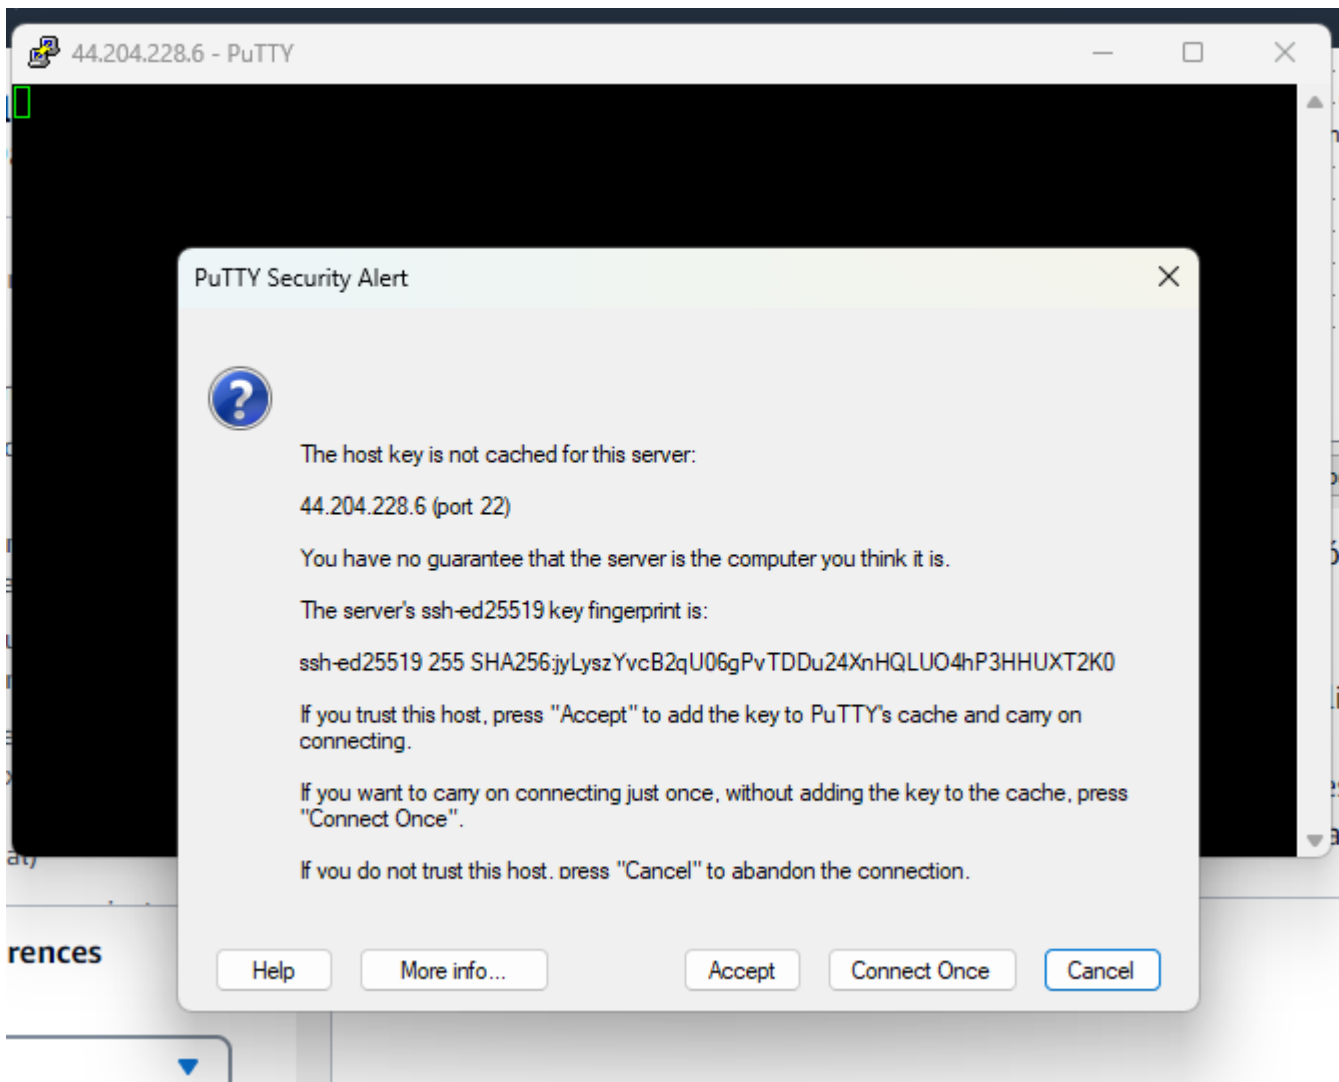 44.204.228.6 - PuTTY
PuTTY Security Alert
The host key is not cached for this server:
44.204.228.6 (port 22)
You have no guarantee that the server is the computer you think it is.
The server's ssh-ed25519 key fingerprint is:
ssh-ed25519 255 SHA256:jyLyszYvcB2qU06gPvTDDu24XnHQLUO4hP3HHUXT2K0
If you trust this host, press "Accept" to add the key to PuTTY's cache and carry on
connecting.
If you want to carry on connecting just once, without adding the key to the cache, press
"Connect Once".
If you do not trust this host, press "Cancel" to abandon the connection.
at)
rences
Help
More info...
Accept
Connect Once
Cancel